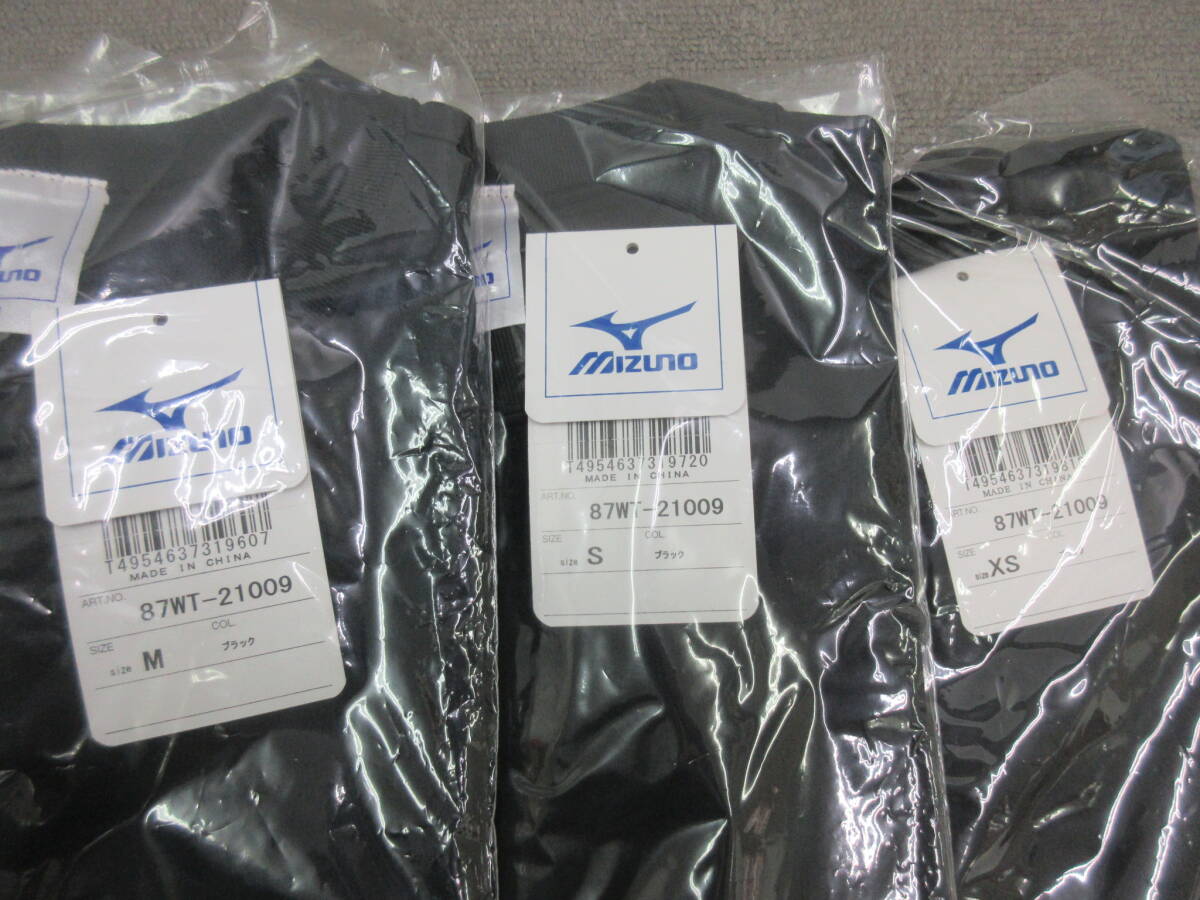 MIZUNO
T4954637319607
MADE IN CHINA
ART.NO.
87WT-21009
SIZE
COL.
size M
ブラック
MIZUNO
T4954637319720
MADE IN CHINA
ART.NO.
87WT-21009
SIZE
COL.
size S
ブラック
MIZUNO
MADE IN CHINA
ART.NO.
87WT-21009
SIZE
COL.
size XS